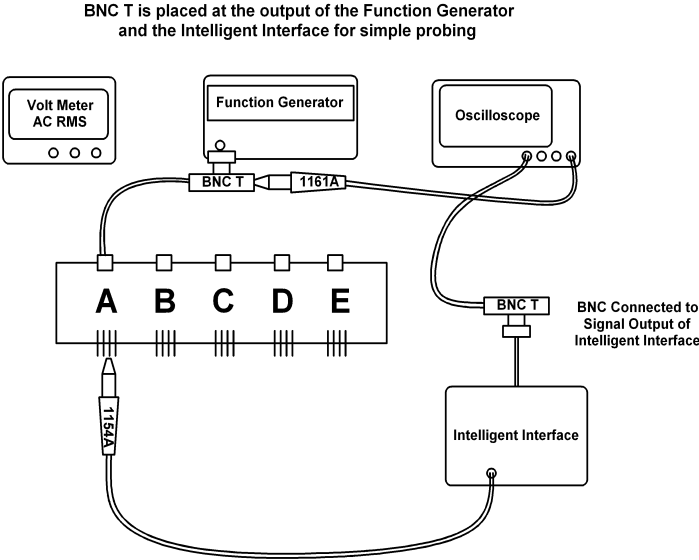 BNC T is placed at the output of the Function Generator
and the Intelligent Interface for simple probing
Volt Meter
AC RMS
Function Generator
Oscilloscope
BNC T
1161A
A B C D E
BNC T
BNC Connected to
Signal Output of
Intelligent Interface
1154A
Intelligent Interface